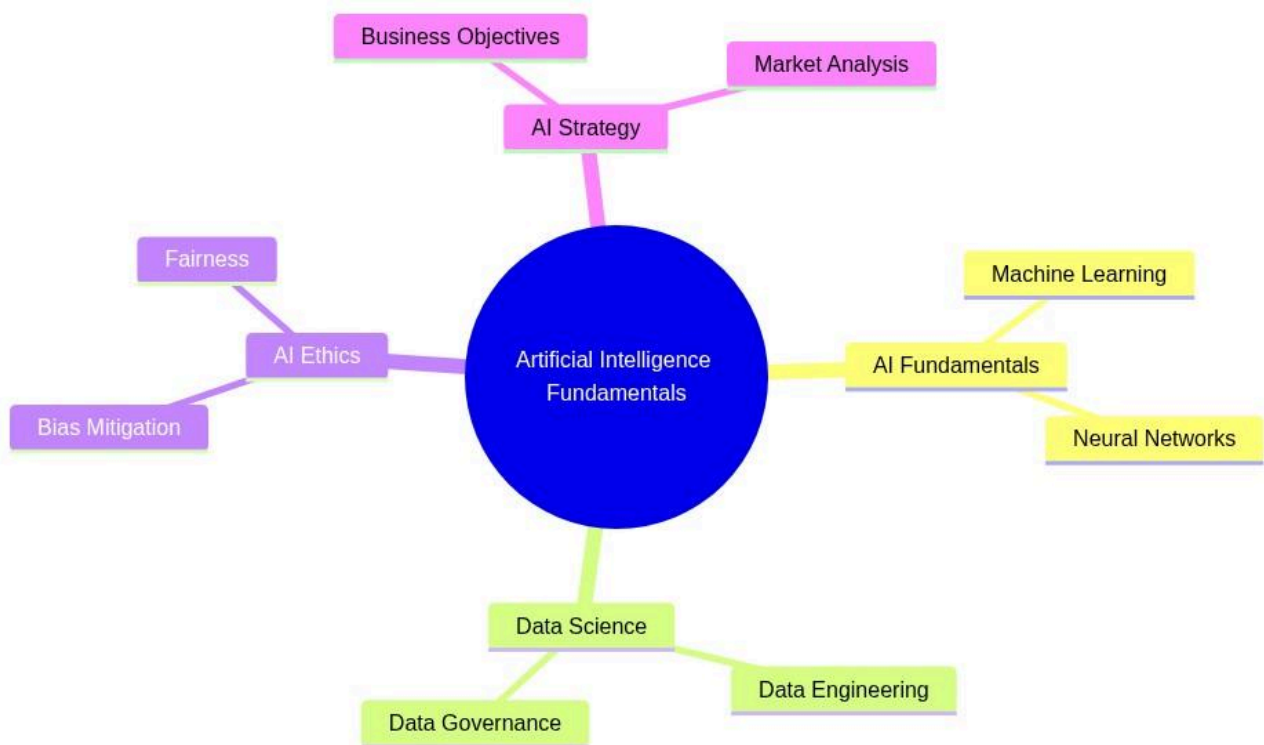 Business Objectives
Market Analysis
AI Strategy
Fairness
Machine Learning
AI Ethics
Artificial Intelligence
Fundamentals
AI Fundamentals
Bias Mitigation
Neural Networks
Data Science
Data Engineering
Data Governance